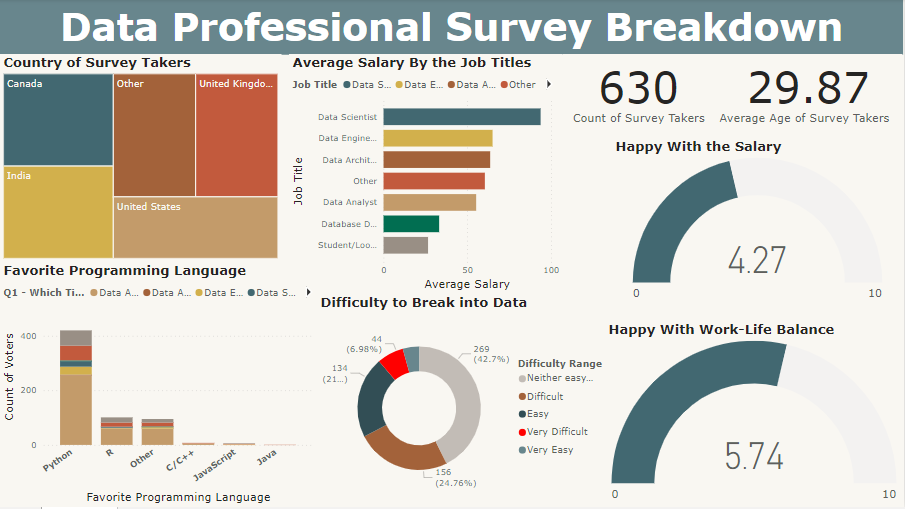 Data Professional Survey Breakdown
Country of Survey Takers
Canada
Other
United Kingdo...
India
United States
Average Salary By the Job Titles
Job Title Data S... Data E... Data A... Other
Job Title
Data Scientist
Data Engine...
Data Archit...
Other
Data Analyst
Database D...
Student/Loo...
0 50 100
Average Salary
630
Count of Survey Takers
29.87
Average Age of Survey Takers
Happy With the Salary
4.27
0 10
Favorite Programming Language
Q1 - Which Ti... Data A... Data A... Data E... Data S...
Count of Voters
400
200
0
Python
R
Other
C/C++
JavaScript
Java
Favorite Programming Language
Difficulty to Break into Data
44
(6.98%)
269
(42.7%)
134
(21...)
156
(24.76%)
Difficulty Range
Neither easy...
Difficult
Easy
Very Difficult
Very Easy
Happy With Work-Life Balance
5.74
0 10